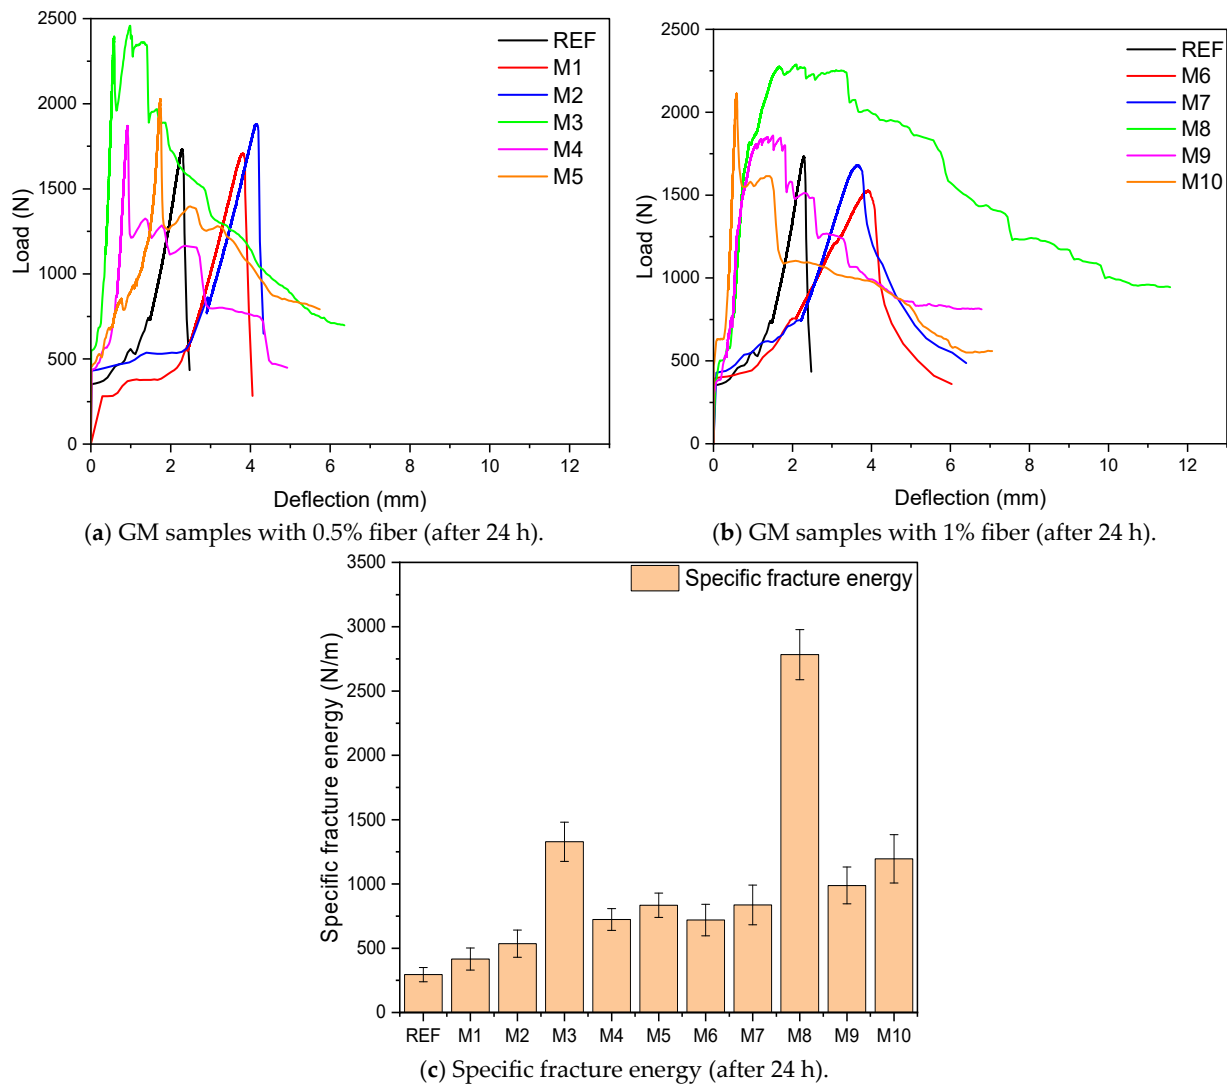 2500
2000
1500
1000
500
0
Load (N)
REF
M1
M2
M3
M4
M5
0 2 4 6 8 10 12
Deflection (mm)
(a) GM samples with 0.5% fiber (after 24 h).
2500
2000
1500
1000
500
0
Load (N)
REF
M6
M7
M8
M9
M10
0 2 4 6 8 10 12
Deflection (mm)
(b) GM samples with 1% fiber (after 24 h).
3500
3000
2500
2000
1500
1000
500
0
Specific fracture energy (N/m)
Specific fracture energy
REF M1 M2 M3 M4 M5 M6 M7 M8 M9 M10
(c) Specific fracture energy (after 24 h).